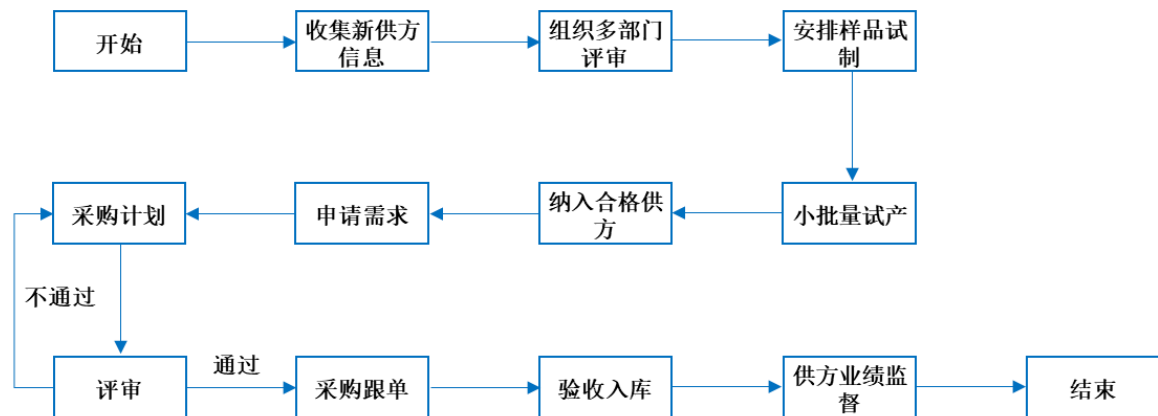 开始
收集新供方
信息
组织多部门
评审
安排样品试
制
采购计划
申请需求
纳入合格供
方
小批量试产
不通过
评审
通过
采购跟单
验收入库
供方业绩监
督
结束